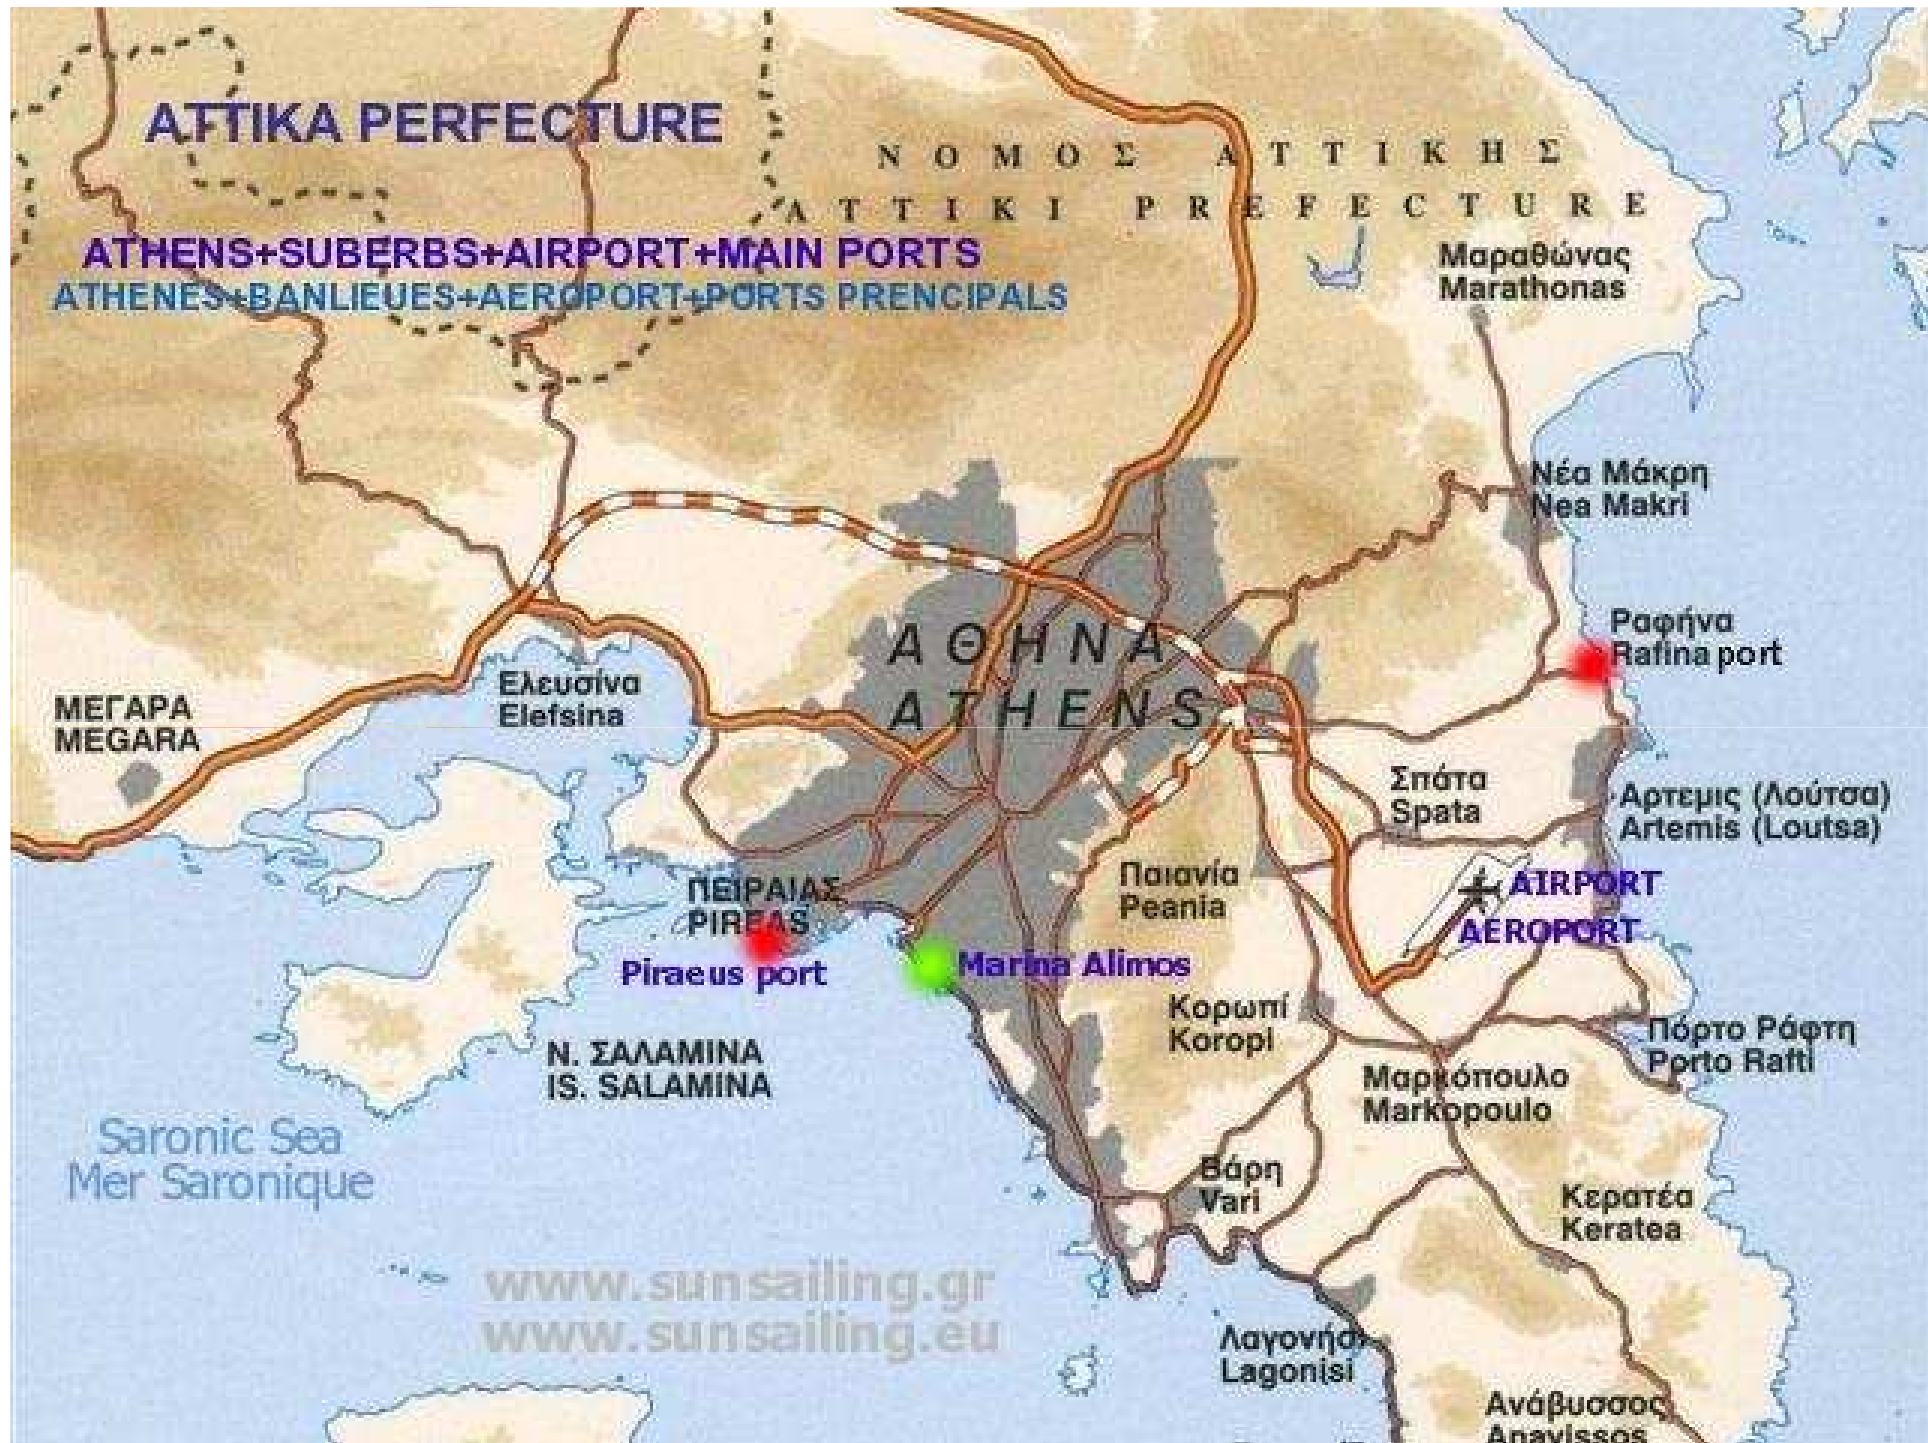 ATTIKA PERFECTURE
ΝΟΜΟΣ ΑΤΤΙΚΗΣ
ATTIKI PREFECTURE
ATHENS+SUBERBS+AIRPORT+MAIN PORTS
ATHENES+BANLIEUES+AEROPORT+PORTS PRENCIPALS
Μαραθώνας
Marathonas
Νέα Μάκρη
Nea Makri
Ραφήνα
Rafina port
ΑΘΗΝΑ
ATHENS
Ελευσίνα
Elefsina
ΜΕΓΑΡΑ
MEGARA
Σπάτα
Spata
Αρτεμις (Λούτσα)
Artemis (Loutsa)
ΠΕΙΡΑΙΑΣ
PIREAS
Piraeus port
Παιανία
Peania
AIRPORT
AEROPORT
Marina Alimos
Κορωπί
Koropi
Πόρτο Ράφτη
Porto Rafti
Ν. ΣΑΛΑΜΙΝΑ
IS. SALAMINA
Μαρκόπουλο
Markopoulo
Saronic Sea
Mer Saronique
Βάρη
Vari
Κερατέα
Keratea
www.sunsailing.gr
www.sunsailing.eu
Λαγονήσι
Lagonisi
Ανάβυσσος
Anavissos